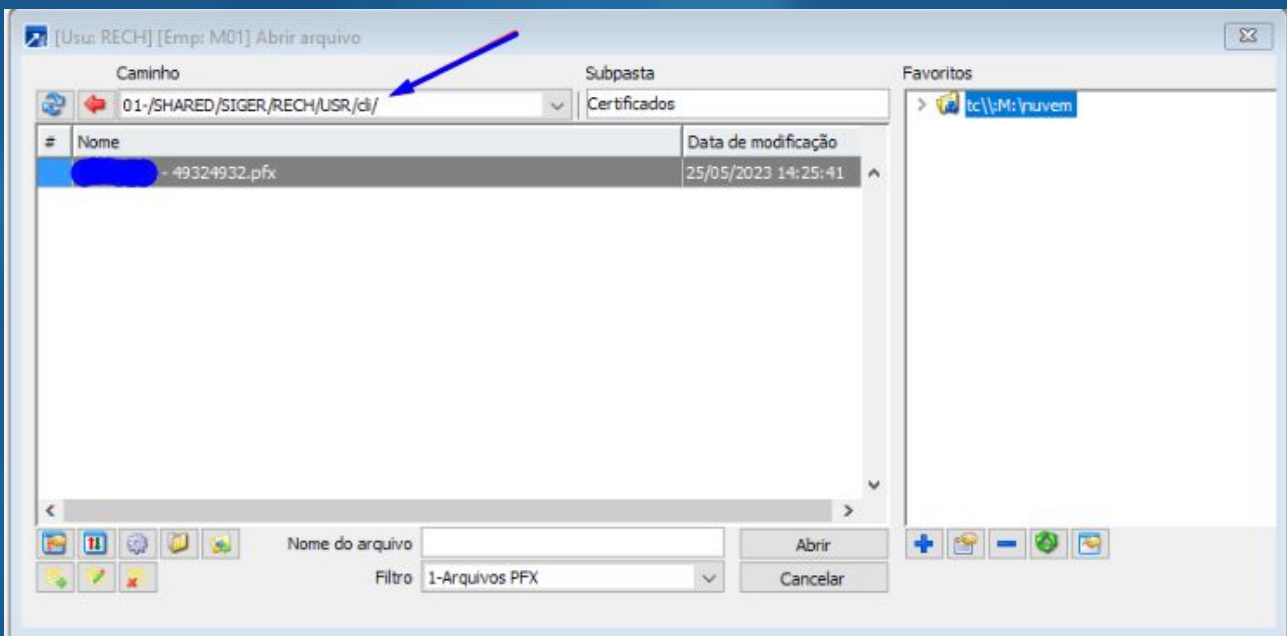 [Usu: RECH] [Emp: M01] Abrir arquivo
Caminho Subpasta Favoritos
01-/SHARED/SIGER/RECH/USR/cli/ Certificados tc\\:M:\nuvem
# Nome Data de modificação
- 49324932.pfx 25/05/2023 14:25:41
Nome do arquivo Abrir
Filtro 1-Arquivos PFX Cancelar